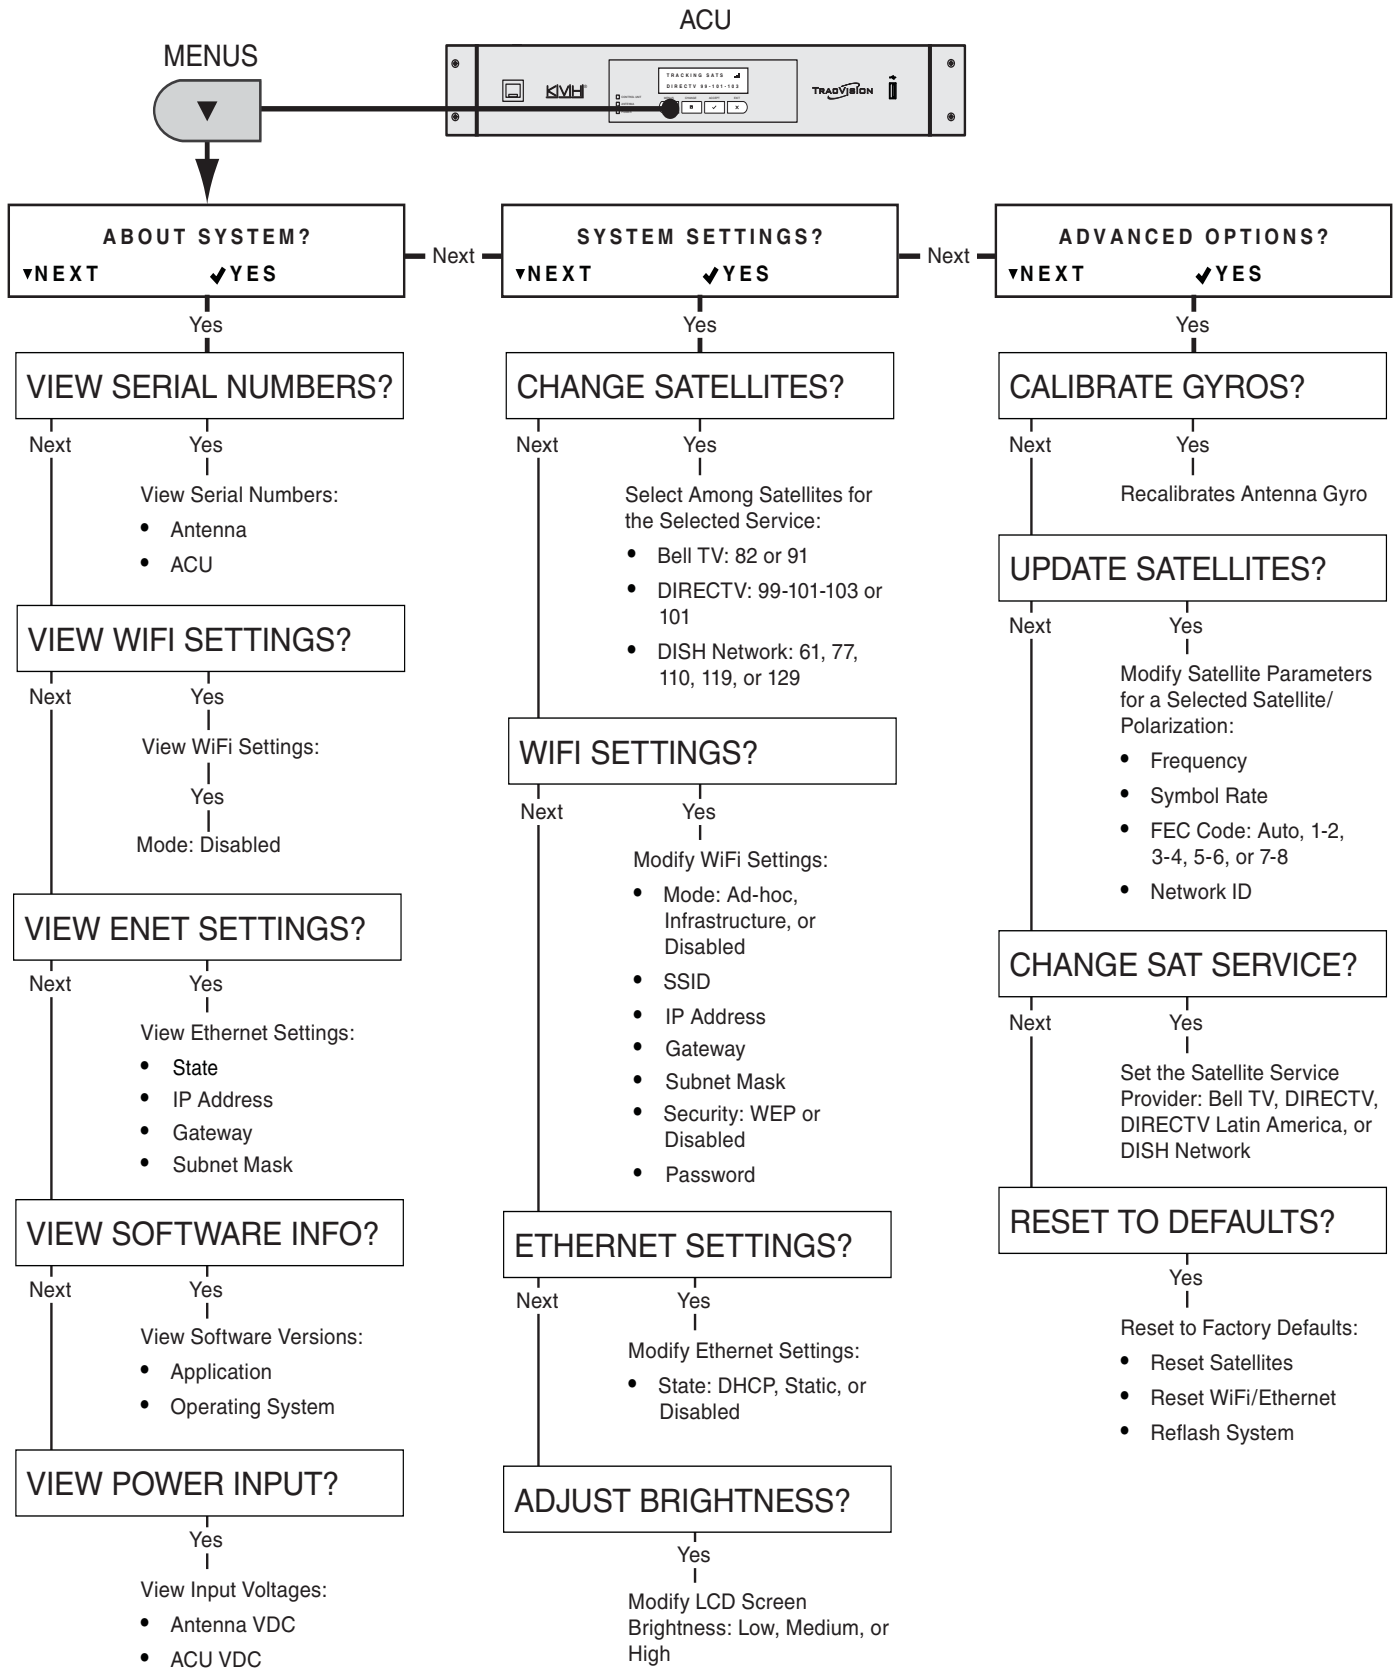 ACU
MENUS
KVH
TRACKING SATS
DIRECTV 99-101-103
TRACVISION
ABOUT SYSTEM?
▼NEXT ✔YES
Next
SYSTEM SETTINGS?
▼NEXT ✔YES
Next
ADVANCED OPTIONS?
▼NEXT ✔YES
Yes
VIEW SERIAL NUMBERS?
Next Yes
View Serial Numbers:
• Antenna
• ACU
VIEW WIFI SETTINGS?
Next Yes
View WiFi Settings:
Yes
Mode: Disabled
VIEW ENET SETTINGS?
Next Yes
View Ethernet Settings:
• State
• IP Address
• Gateway
• Subnet Mask
VIEW SOFTWARE INFO?
Next Yes
View Software Versions:
• Application
• Operating System
VIEW POWER INPUT?
Yes
View Input Voltages:
• Antenna VDC
• ACU VDC
Yes
CHANGE SATELLITES?
Next Yes
Select Among Satellites for
the Selected Service:
• Bell TV: 82 or 91
• DIRECTV: 99-101-103 or
101
• DISH Network: 61, 77,
110, 119, or 129
WIFI SETTINGS?
Next Yes
Modify WiFi Settings:
• Mode: Ad-hoc,
Infrastructure, or
Disabled
• SSID
• IP Address
• Gateway
• Subnet Mask
• Security: WEP or
Disabled
• Password
ETHERNET SETTINGS?
Next Yes
Modify Ethernet Settings:
• State: DHCP, Static, or
Disabled
ADJUST BRIGHTNESS?
Yes
Modify LCD Screen
Brightness: Low, Medium, or
High
Yes
CALIBRATE GYROS?
Next Yes
Recalibrates Antenna Gyro
UPDATE SATELLITES?
Next Yes
Modify Satellite Parameters
for a Selected Satellite/
Polarization:
• Frequency
• Symbol Rate
• FEC Code: Auto, 1-2,
3-4, 5-6, or 7-8
• Network ID
CHANGE SAT SERVICE?
Next Yes
Set the Satellite Service
Provider: Bell TV, DIRECTV,
DIRECTV Latin America, or
DISH Network
RESET TO DEFAULTS?
Yes
Reset to Factory Defaults:
• Reset Satellites
• Reset WiFi/Ethernet
• Reflash System